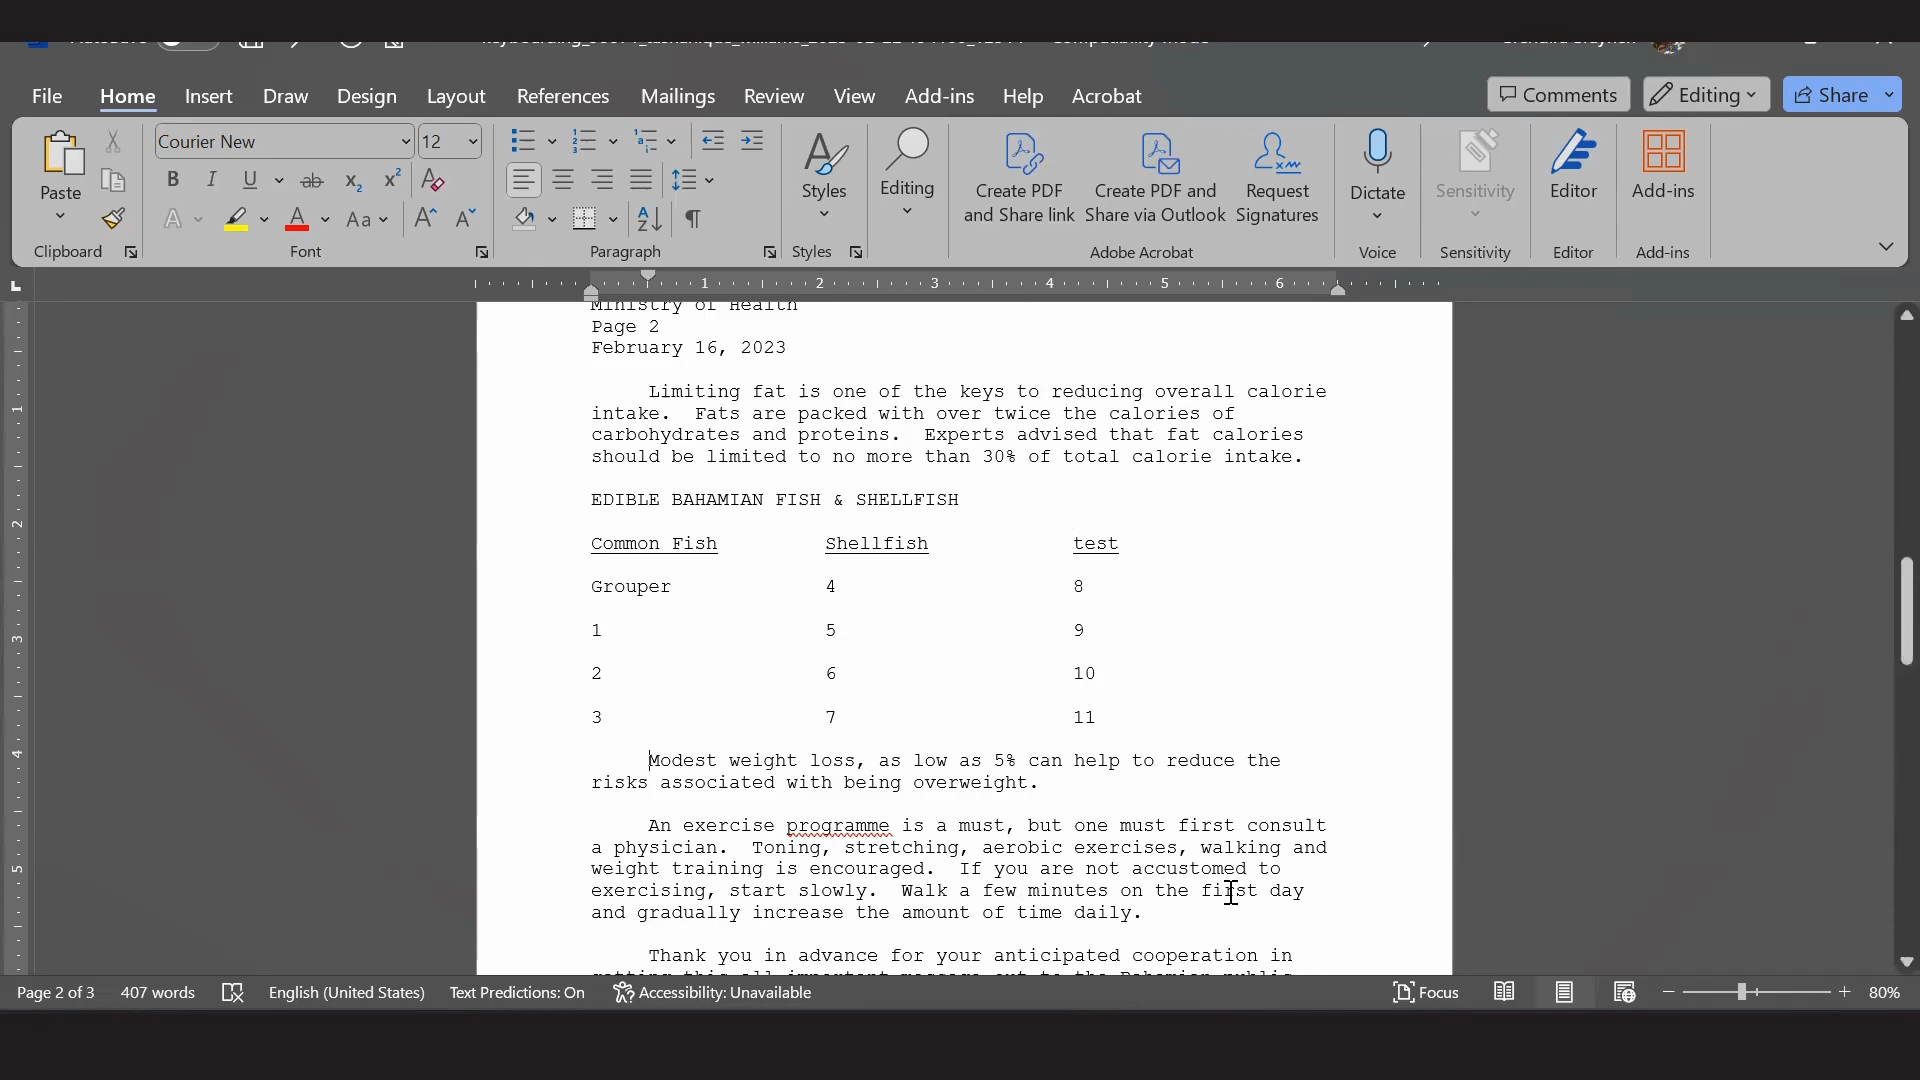 File Home Insert Draw Design Layout References Mailings Review View Add-ins Help Acrobat Comments Editing Share
Courier New 12
Paste Styles Editing Create PDF and Share link Create PDF and Share via Outlook Request Signatures Dictate Sensitivity Editor Add-ins
Clipboard Font Paragraph Styles Adobe Acrobat Voice Sensitivity Editor Add-ins
1 2 3 4 5 6
Ministry of Health
Page 2
February 16, 2023
Limiting fat is one of the keys to reducing overall calorie
intake. Fats are packed with over twice the calories of
carbohydrates and proteins. Experts advised that fat calories
should be limited to no more than 30% of total calorie intake.
EDIBLE BAHAMIAN FISH & SHELLFISH
Common Fish Shellfish test
Grouper 4 8
1 5 9
2 6 10
3 7 11
Modest weight loss, as low as 5% can help to reduce the
risks associated with being overweight.
An exercise programme is a must, but one must first consult
a physician. Toning, stretching, aerobic exercises, walking and
weight training is encouraged. If you are not accustomed to
exercising, start slowly. Walk a few minutes on the first day
and gradually increase the amount of time daily.
Thank you in advance for your anticipated cooperation in
Page 2 of 3 407 words English (United States) Text Predictions: On Accessibility: Unavailable Focus 80%